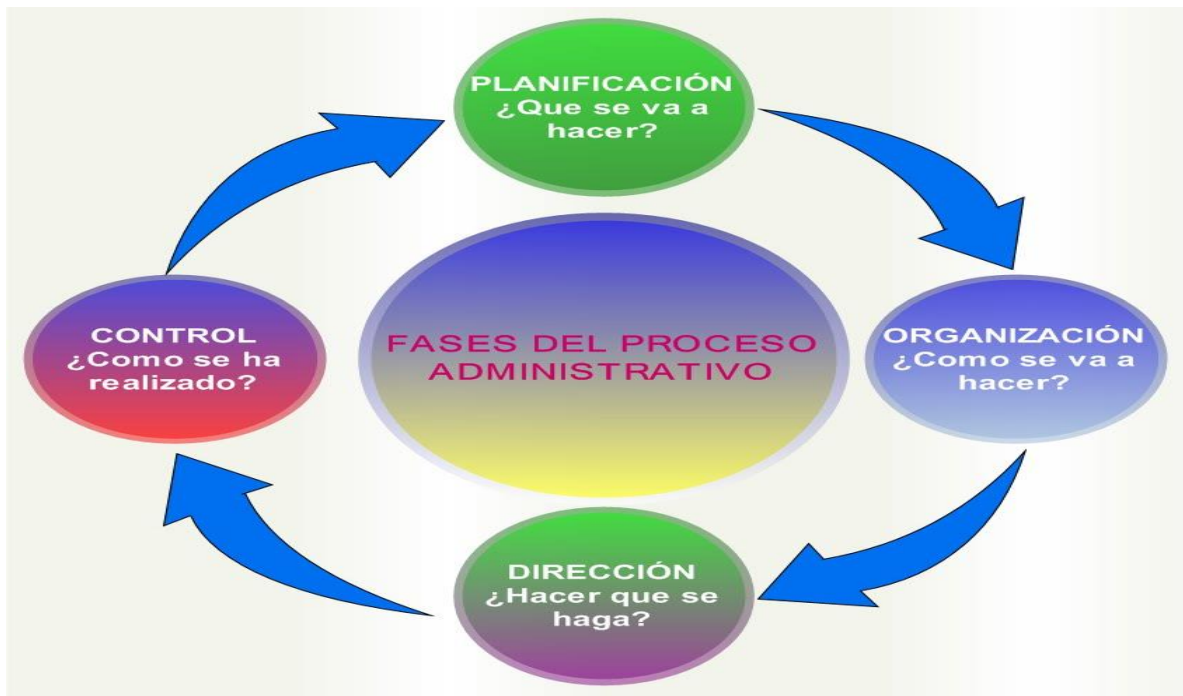 PLANIFICACIÓN
¿Que se va a
hacer?
CONTROL
¿Como se ha
realizado?
FASES DEL PROCESO
ADMINISTRATIVO
ORGANIZACIÓN
¿Como se va a
hacer?
DIRECCIÓN
¿Hacer que se
haga?